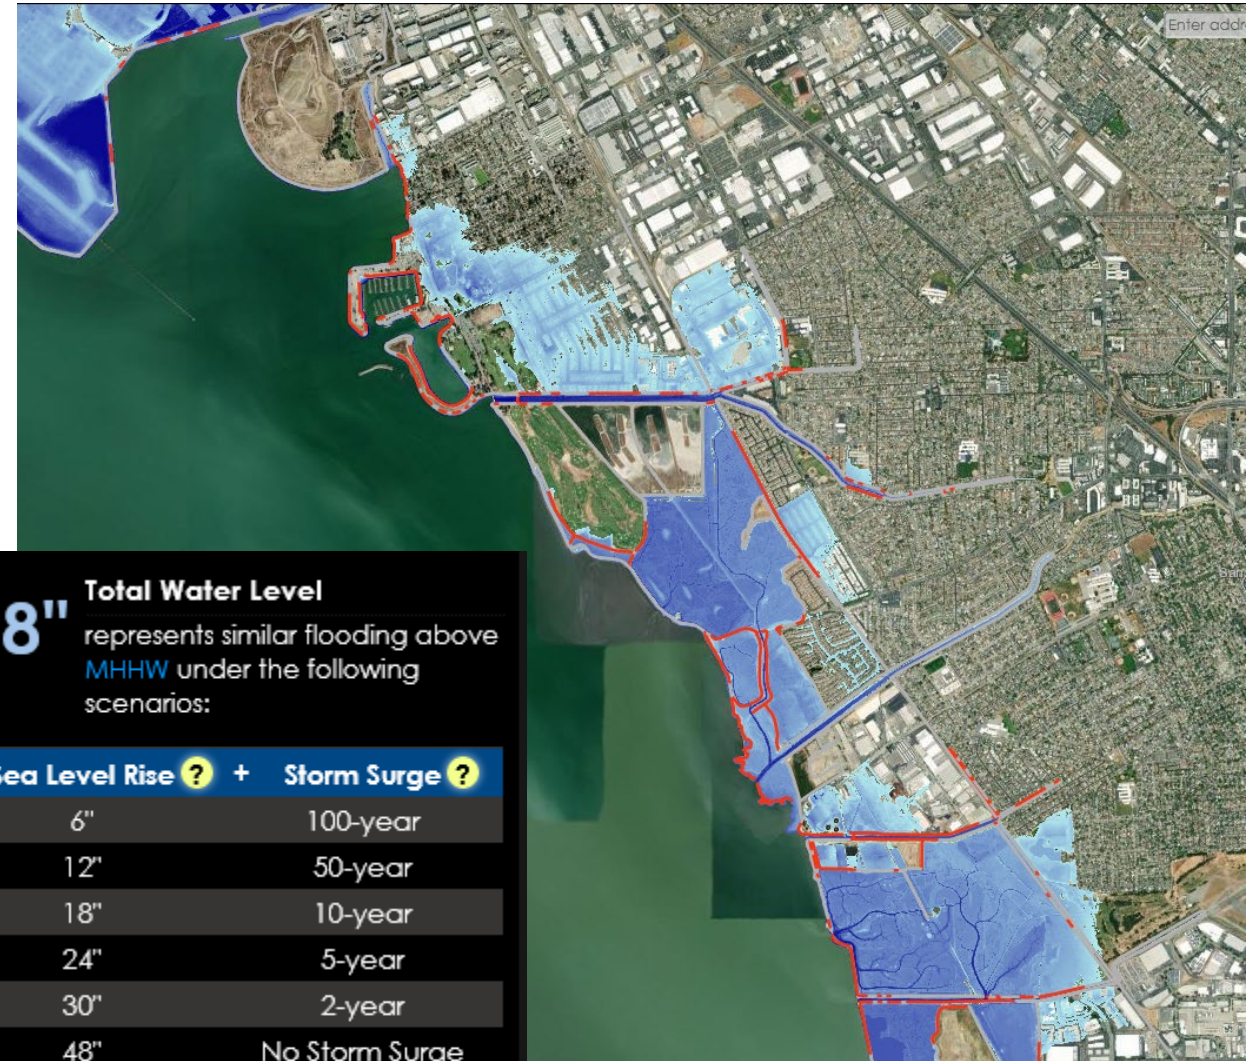 Enter addr
8"
Total Water Level
represents similar flooding above
MHHW under the following
scenarios:
Sea Level Rise ? + Storm Surge ?
6" 100-year
12" 50-year
18" 10-year
24" 5-year
30" 2-year
48" No Storm Surge